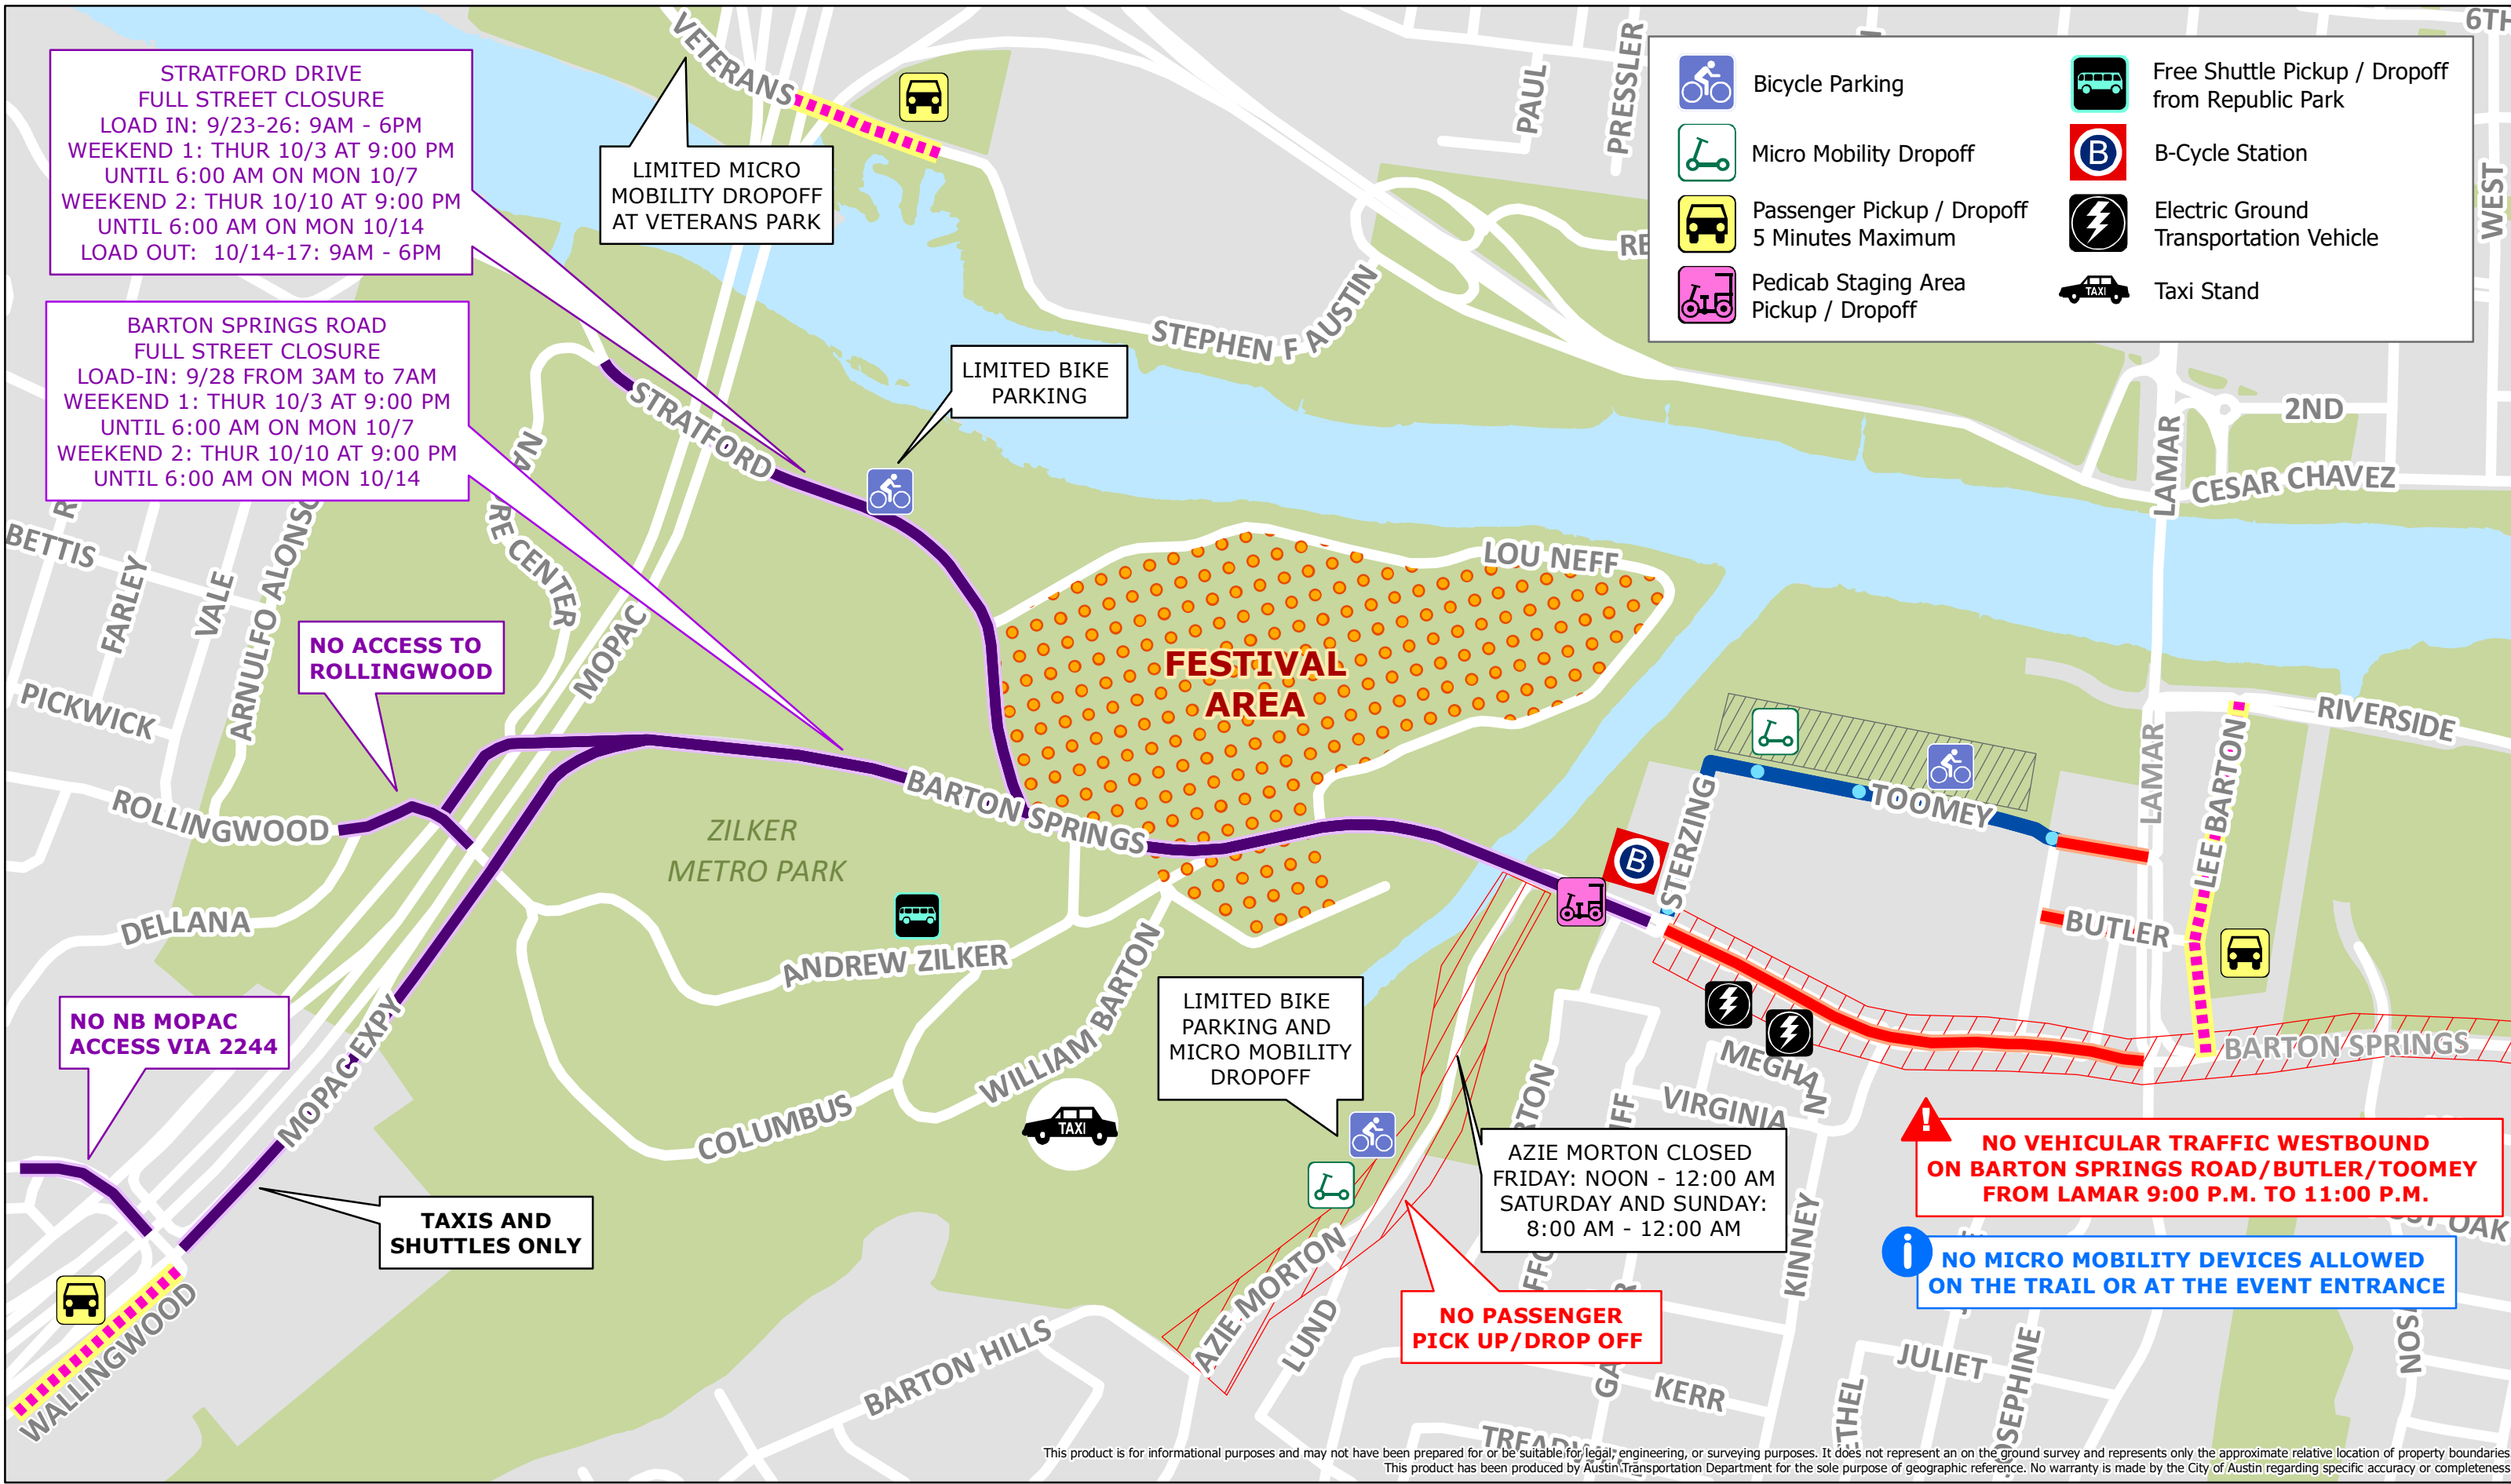 STRATFORD DRIVE
FULL STREET CLOSURE
LOAD IN: 9/23-26: 9AM - 6PM
WEEKEND 1: THUR 10/3 AT 9:00 PM
UNTIL 6:00 AM ON MON 10/7
WEEKEND 2: THUR 10/10 AT 9:00 PM
UNTIL 6:00 AM ON MON 10/14
LOAD OUT: 10/14-17: 9AM - 6PM
BARTON SPRINGS ROAD
FULL STREET CLOSURE
LOAD-IN: 9/28 FROM 3AM to 7AM
WEEKEND 1: THUR 10/3 AT 9:00 PM
UNTIL 6:00 AM ON MON 10/7
WEEKEND 2: THUR 10/10 AT 9:00 PM
UNTIL 6:00 AM ON MON 10/14
VETERANS
LIMITED MICRO
MOBILITY DROPOFF
AT VETERANS PARK
PAUL
PRESSLER
6TH
WEST
Bicycle Parking
Micro Mobility Dropoff
Passenger Pickup / Dropoff
5 Minutes Maximum
Pedicab Staging Area
Pickup / Dropoff
Free Shuttle Pickup / Dropoff
from Republic Park
B
B-Cycle Station
Electric Ground
Transportation Vehicle
TAXI
Taxi Stand
RE
STEPHEN F AUSTIN
LIMITED BIKE
PARKING
STRATFORD
2ND
LAMAR
CESAR CHAVEZ
BETTIS
R
FARLEY
VALE
ARNULFO ALONSO
RE CENTER
MOPAC
LOU NEFF
FESTIVAL
AREA
NO ACCESS TO
ROLLINGWOOD
PICKWICK
ROLLINGWOOD
DELLANA
ZILKER
METRO PARK
BARTON SPRINGS
ANDREW ZILKER
WILLIAM BARTON
COLUMBUS
TAXI
RIVERSIDE
LAMAR
LEE BARTON
TOOMEY
STERZING
B
BUTLER
BARTON SPRINGS
MEGHAN
VIRGINIA
KINNEY
NO NB MOPAC
ACCESS VIA 2244
MOPAC EXPY
TAXIS AND
SHUTTLES ONLY
WALLINGWOOD
LIMITED BIKE
PARKING AND
MICRO MOBILITY
DROPOFF
RTON
IFF
AZIE MORTON CLOSED
FRIDAY: NOON - 12:00 AM
SATURDAY AND SUNDAY:
8:00 AM - 12:00 AM
!
NO VEHICULAR TRAFFIC WESTBOUND
ON BARTON SPRINGS ROAD/BUTLER/TOOMEY
FROM LAMAR 9:00 P.M. TO 11:00 P.M.
OAK
i
NO MICRO MOBILITY DEVICES ALLOWED
ON THE TRAIL OR AT THE EVENT ENTRANCE
NO PASSENGER
PICK UP/DROP OFF
AZIE MORTON
LUND
BARTON HILLS
GA
KERR
ETHEL
JULIET
JOSEPHINE
TREAD
This product is for informational purposes and may not have been prepared for or be suitable for legal, engineering, or surveying purposes. It does not represent an on the ground survey and represents only the approximate relative location of property boundaries
This product has been produced by Austin Transportation Department for the sole purpose of geographic reference. No warranty is made by the City of Austin regarding specific accuracy or completeness